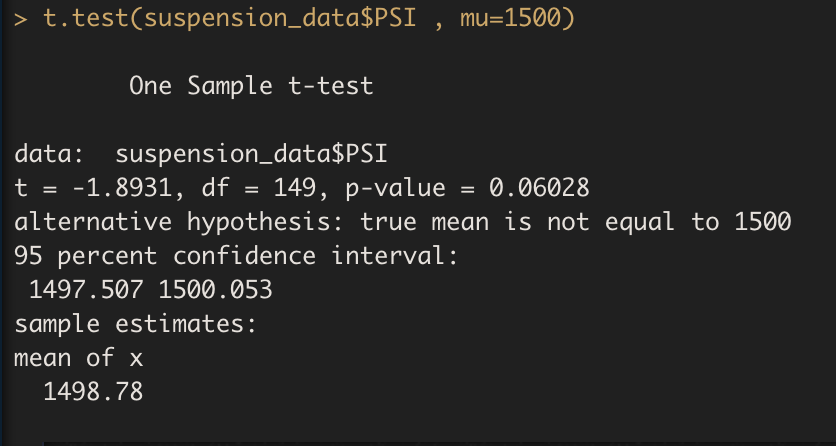 > t.test(suspension_data$PSI , mu=1500)
One Sample t-test
data:  suspension_data$PSI
t = -1.8931, df = 149, p-value = 0.06028
alternative hypothesis: true mean is not equal to 1500
95 percent confidence interval:
1497.507 1500.053
sample estimates:
mean of x
1498.78